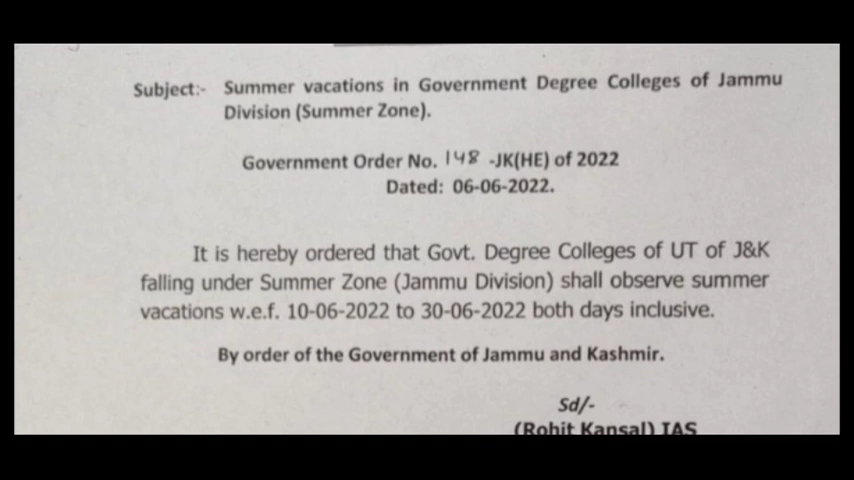 Subject:- Summer vacations in Government Degree Colleges of Jammu
Division (Summer Zone).
Government Order No. 148 -JK(HE) of 2022
Dated: 06-06-2022.
It is hereby ordered that Govt. Degree Colleges of UT of J&K
falling under Summer Zone (Jammu Division) shall observe summer
vacations w.e.f. 10-06-2022 to 30-06-2022 both days inclusive.
By order of the Government of Jammu and Kashmir.
Sd/-
(Rohit Kansal) IAS